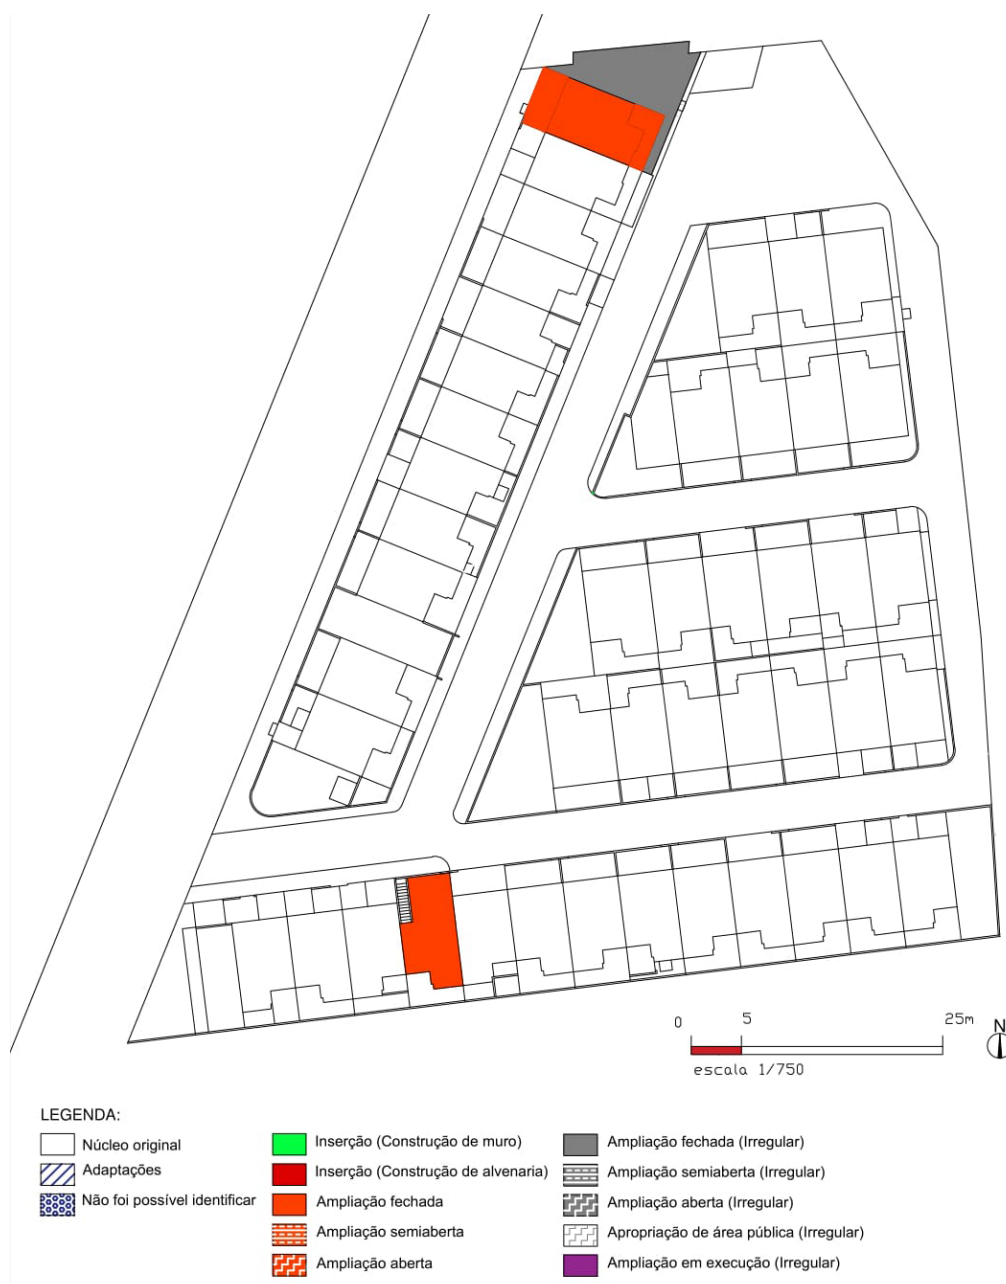 0 5 25m N
escala 1/750
LEGENDA:
Núcleo original
Adaptações
Não foi possível identificar
Inserção (Construção de muro)
Inserção (Construção de alvenaria)
Ampliação fechada
Ampliação semiaberta
Ampliação aberta
Ampliação fechada (Irregular)
Ampliação semiaberta (Irregular)
Ampliação aberta (Irregular)
Apropriação de área pública (Irregular)
Ampliação em execução (Irregular)